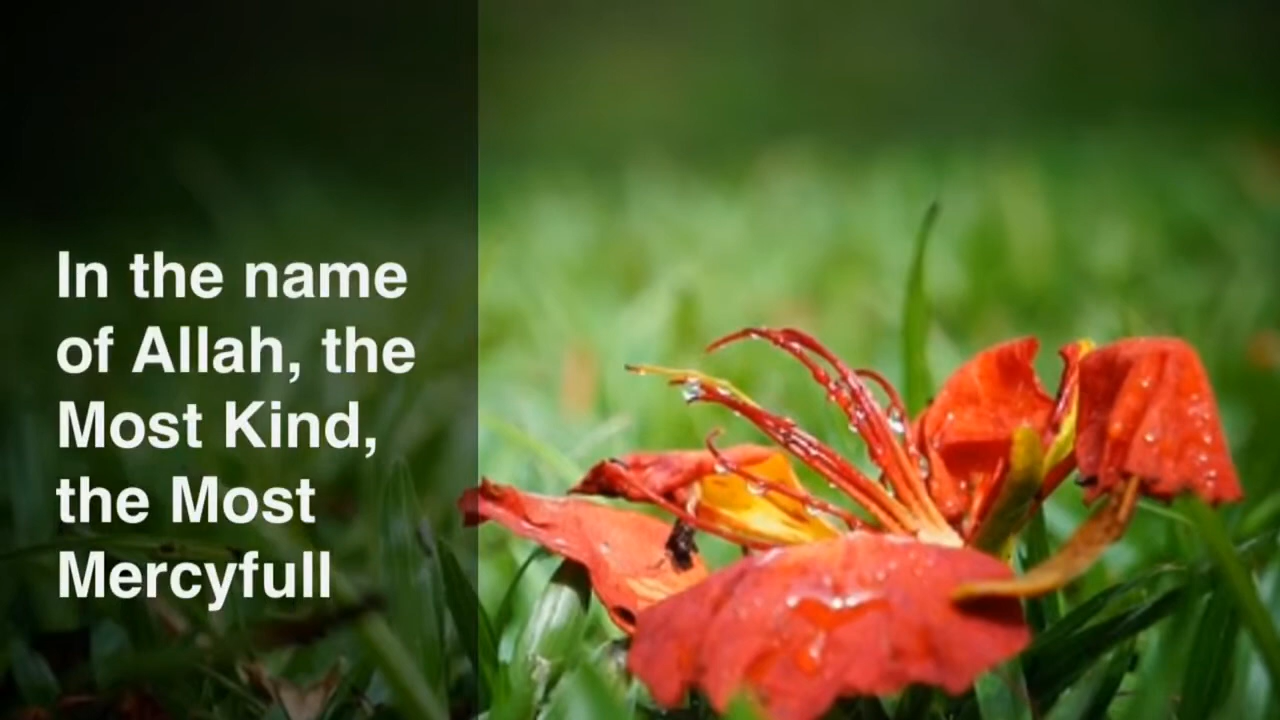 In the name
of Allah, the
Most Kind,
the Most
Mercyfull